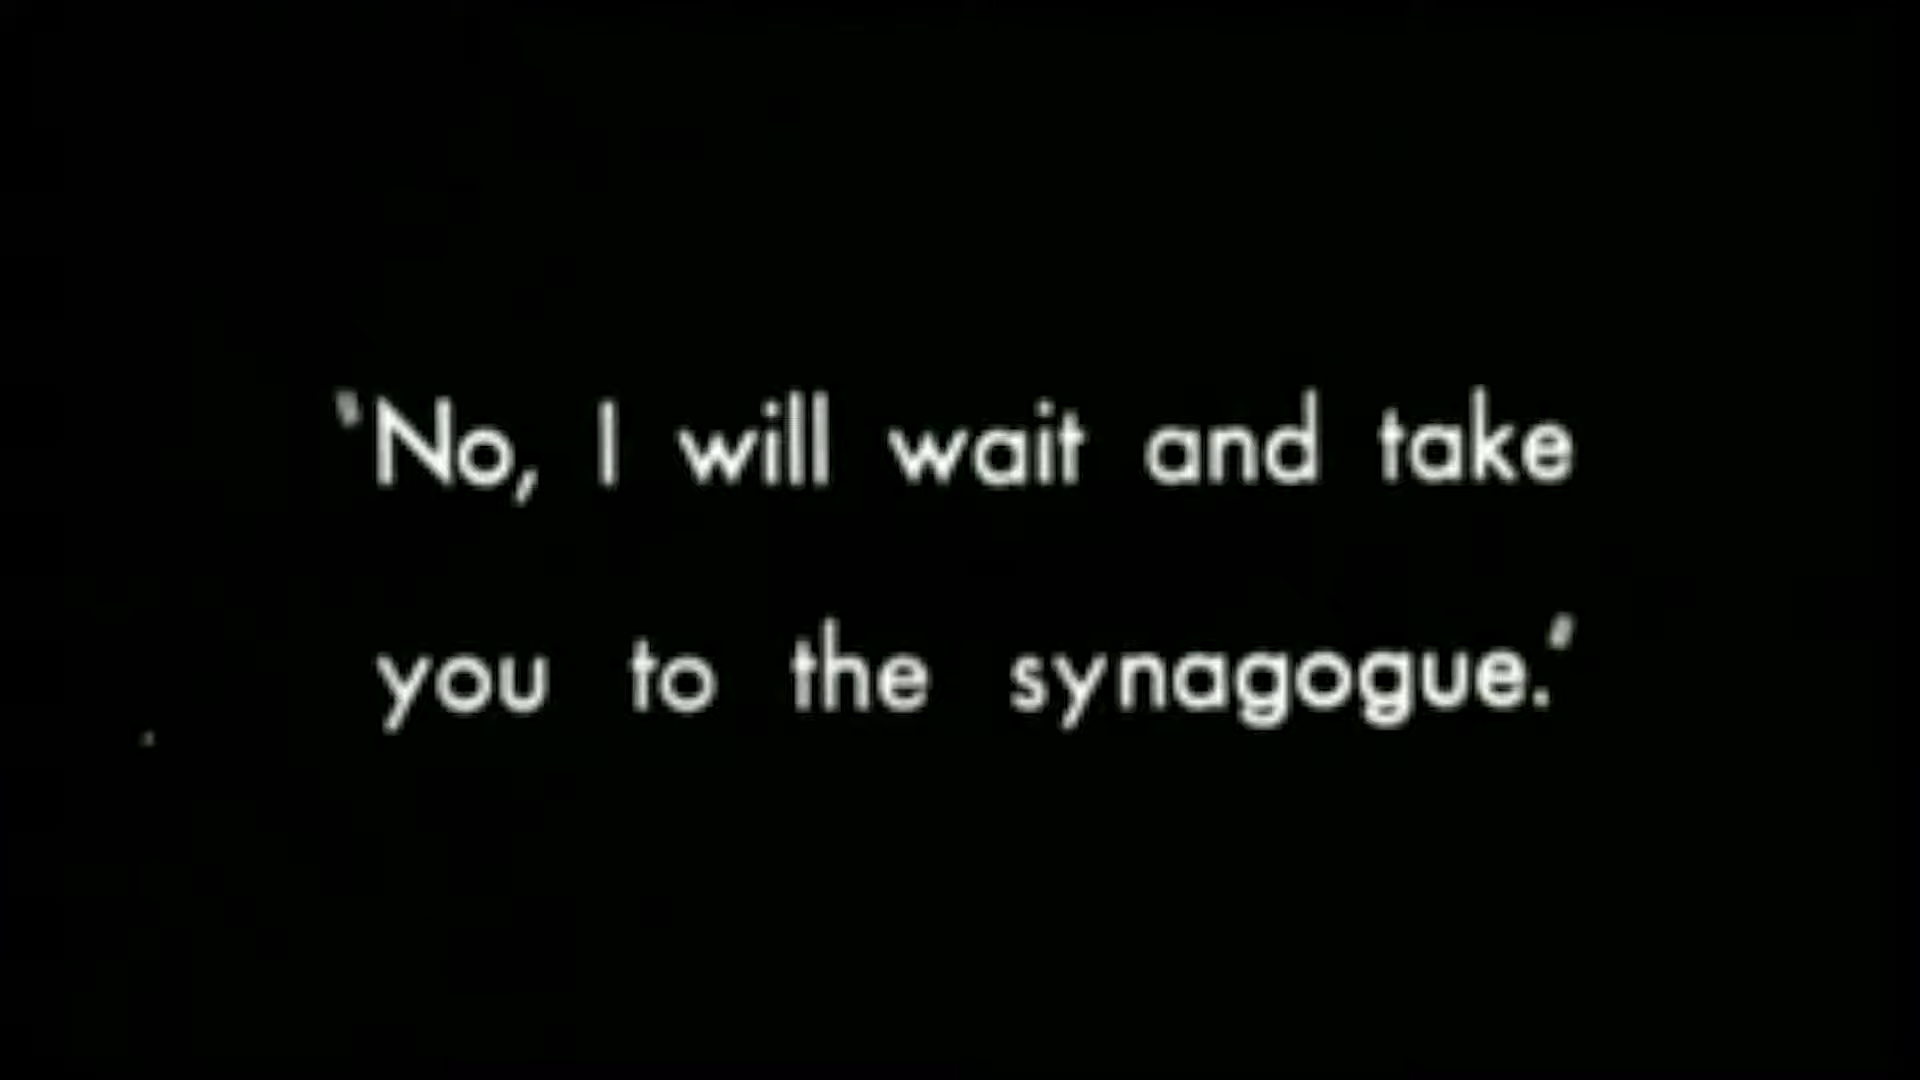 ‘No, I will wait and take
you to the synagogue.’